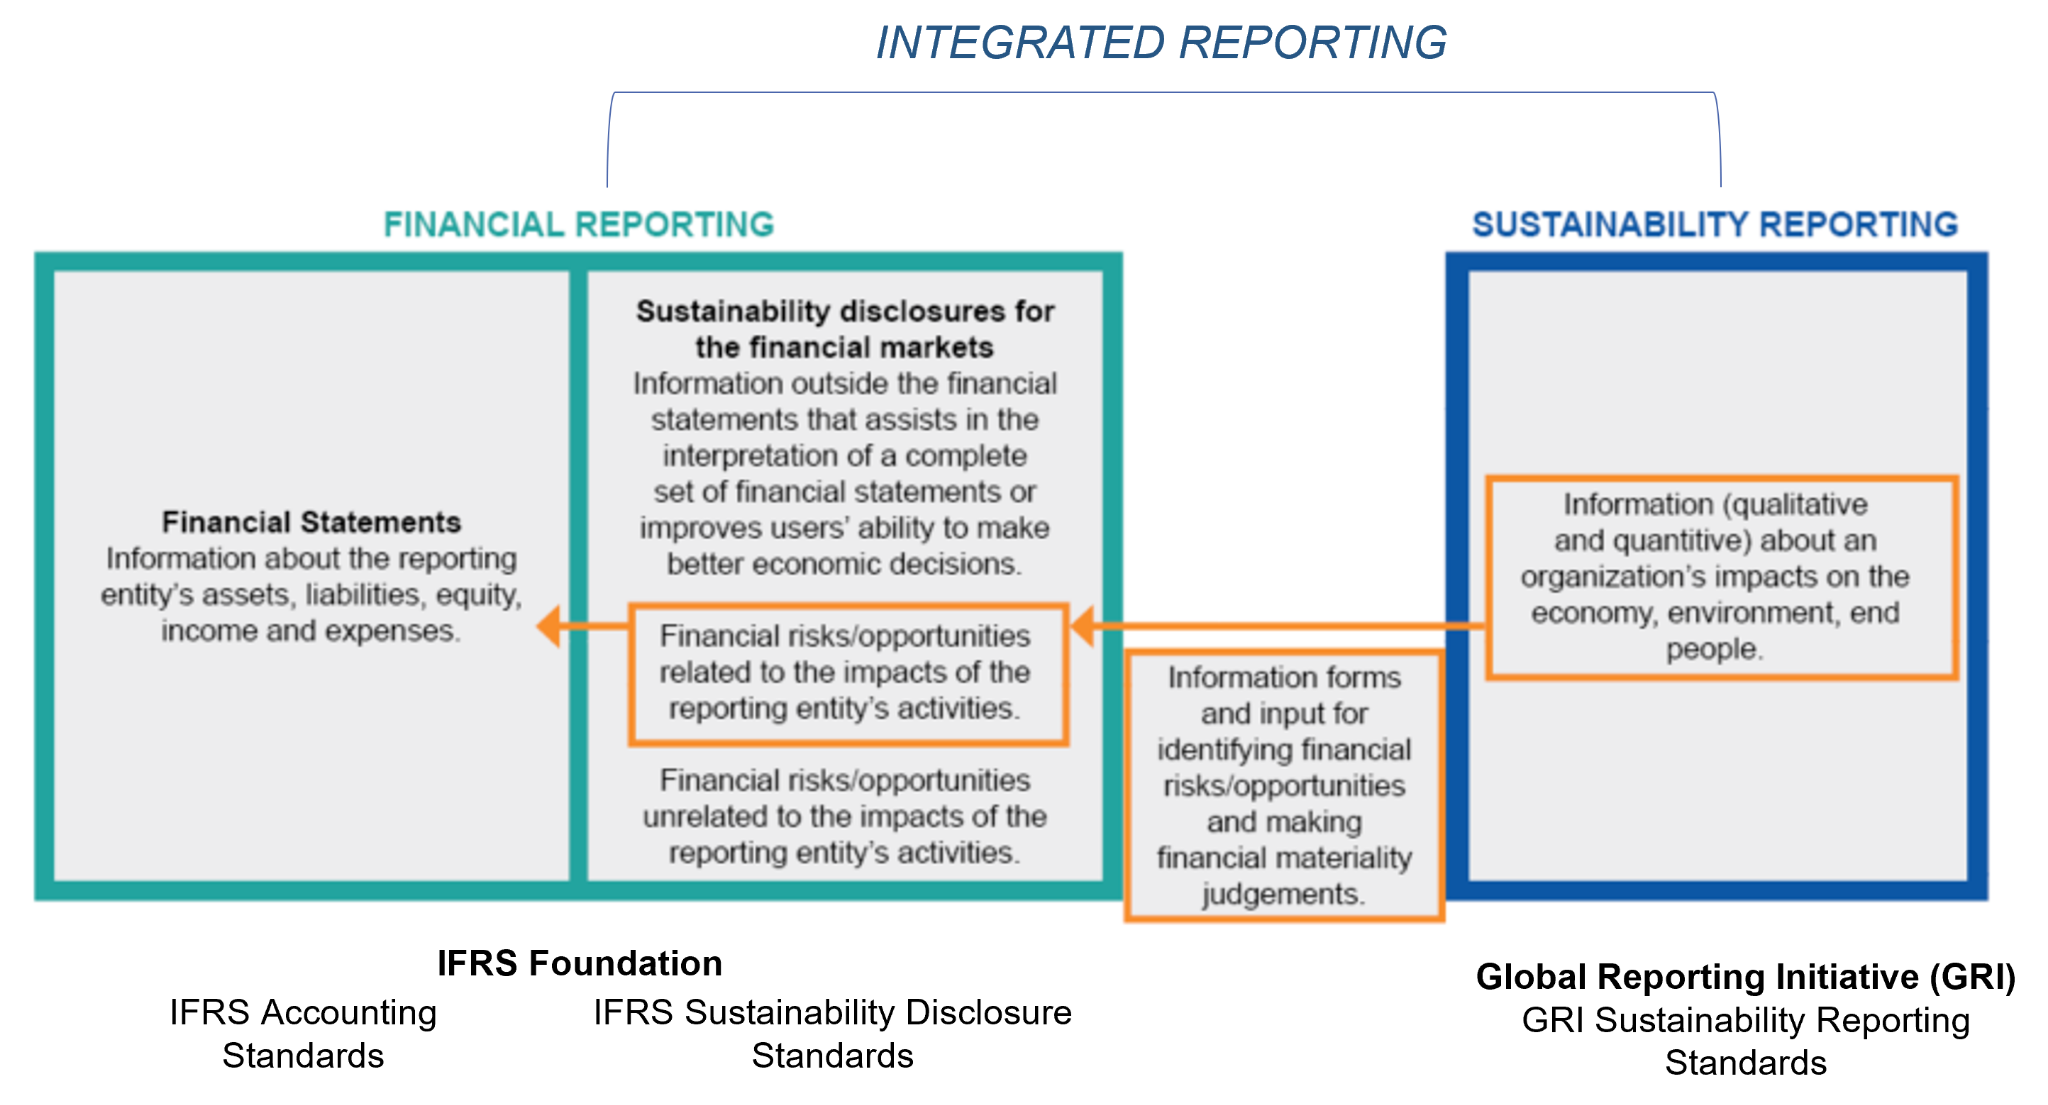 INTEGRATED REPORTING
FINANCIAL REPORTING
Financial Statements
Information about the reporting
entity's assets, liabilities, equity,
income and expenses.
Sustainability disclosures for
the financial markets
Information outside the financial
statements that assists in the
interpretation of a complete
set of financial statements or
improves users' ability to make
better economic decisions.
Financial risks/opportunities
related to the impacts of the
reporting entity's activities.
Financial risks/opportunities
unrelated to the impacts of the
reporting entity's activities.
Information forms
and input for
identifying financial
risks/opportunities
and making
financial materiality
judgements.
SUSTAINABILITY REPORTING
Information (qualitative
and quantitive) about an
organization's impacts on the
economy, environment, end
people.
IFRS Foundation
IFRS Accounting
Standards
IFRS Sustainability Disclosure
Standards
Global Reporting Initiative (GRI)
GRI Sustainability Reporting
Standards